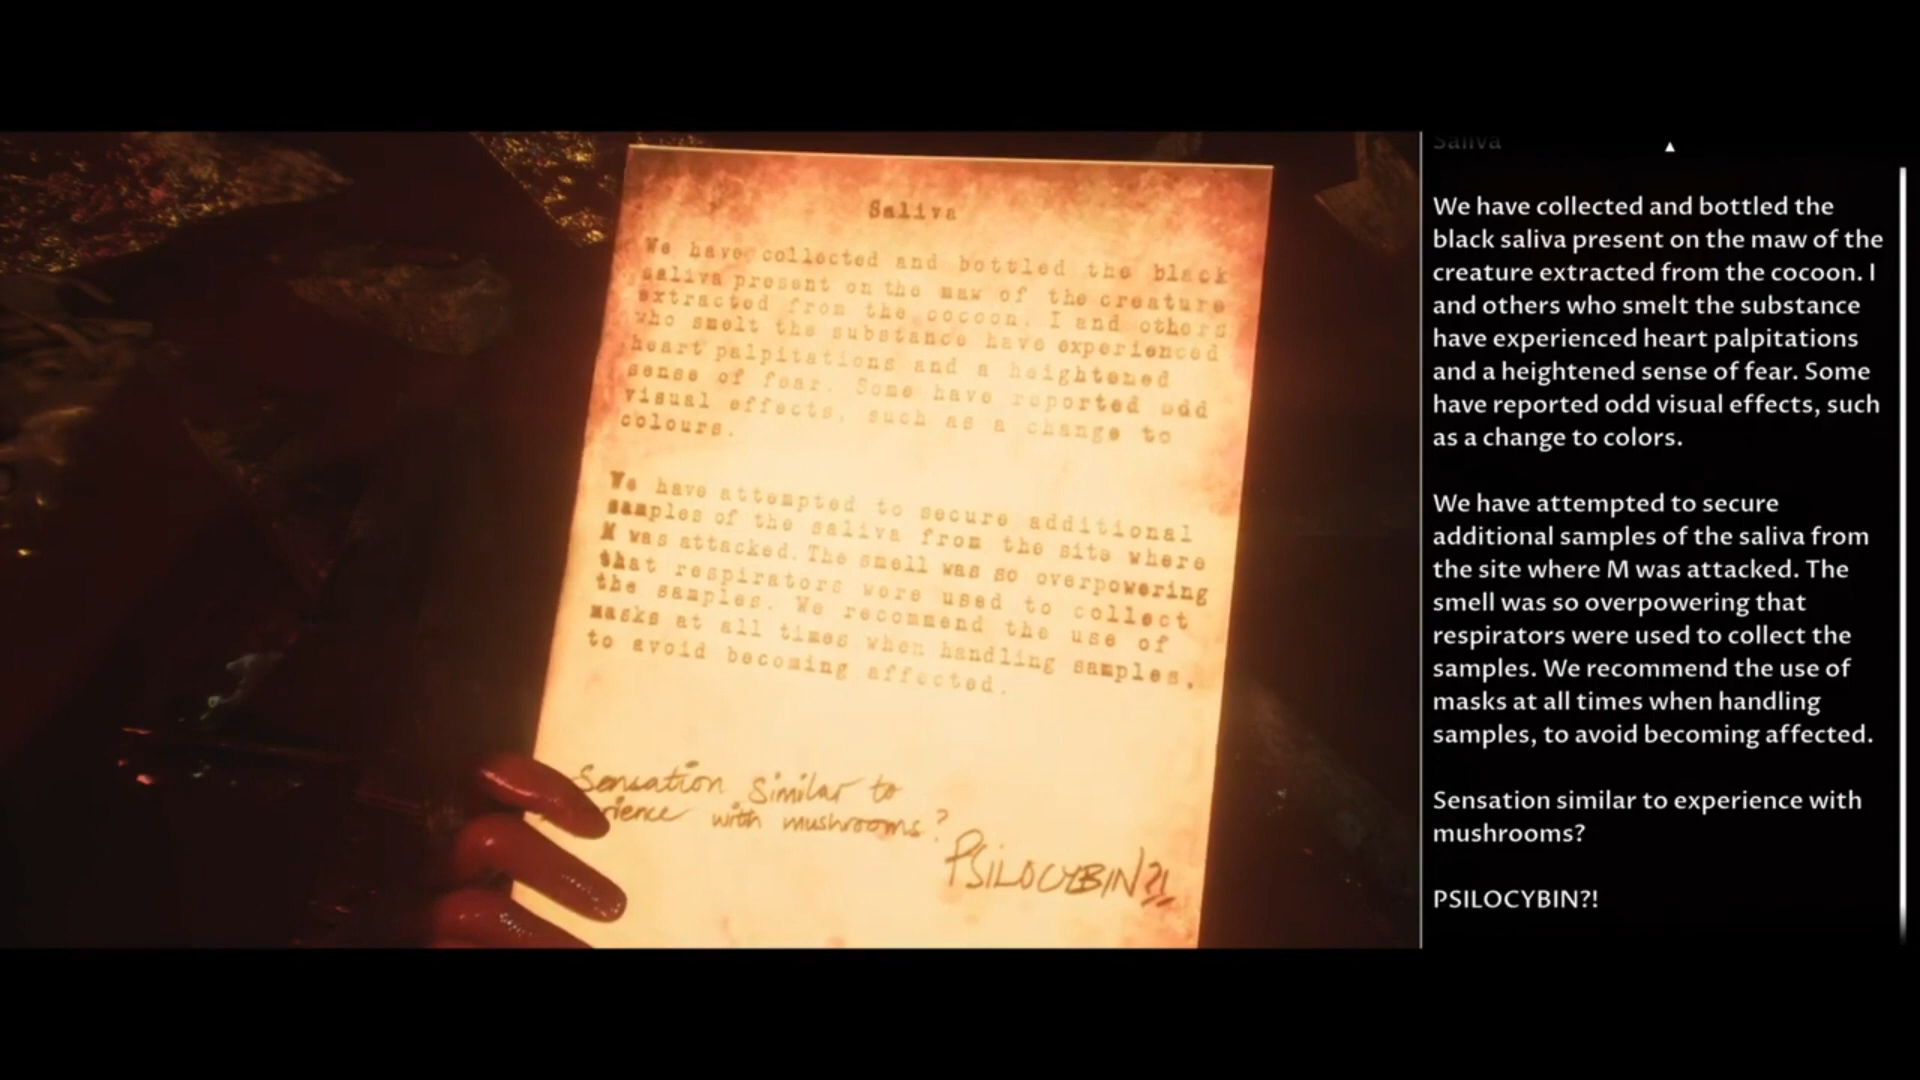 Saliva
We have collected and bottled the black
saliva present on the maw of the creature
extracted from the cocoon. I and others
who smelt the substance have experienced
heart palpitations and a heightened
sense of fear. Some have reported odd
visual effects, such as a change to
colours.
We have attempted to secure additional
samples of the saliva from the site where
M was attacked. The smell was so overpowering
that respirators were used to collect
the samples. We recommend the use of
masks at all times when handling samples,
to avoid becoming affected.
Sensation similar to
rience with mushrooms?
PSILOCYBIN?!
Saliva
We have collected and bottled the
black saliva present on the maw of the
creature extracted from the cocoon. I
and others who smelt the substance
have experienced heart palpitations
and a heightened sense of fear. Some
have reported odd visual effects, such
as a change to colors.
We have attempted to secure
additional samples of the saliva from
the site where M was attacked. The
smell was so overpowering that
respirators were used to collect the
samples. We recommend the use of
masks at all times when handling
samples, to avoid becoming affected.
Sensation similar to experience with
mushrooms?
PSILOCYBIN?!